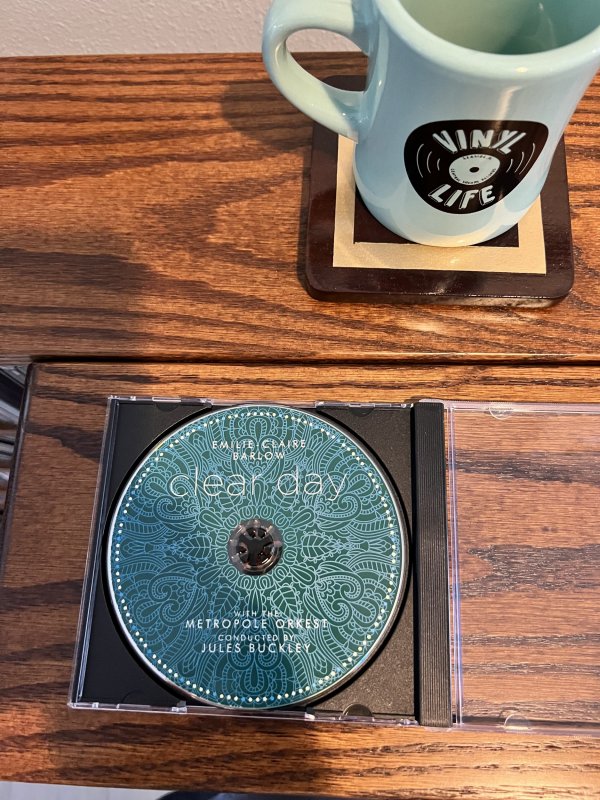 VINYL
LIFE
EMILIE-CLAIRE
BARLOW
clear day
WITH THE
METROPOLE ORKEST
CONDUCTED BY
JULES BUCKLEY